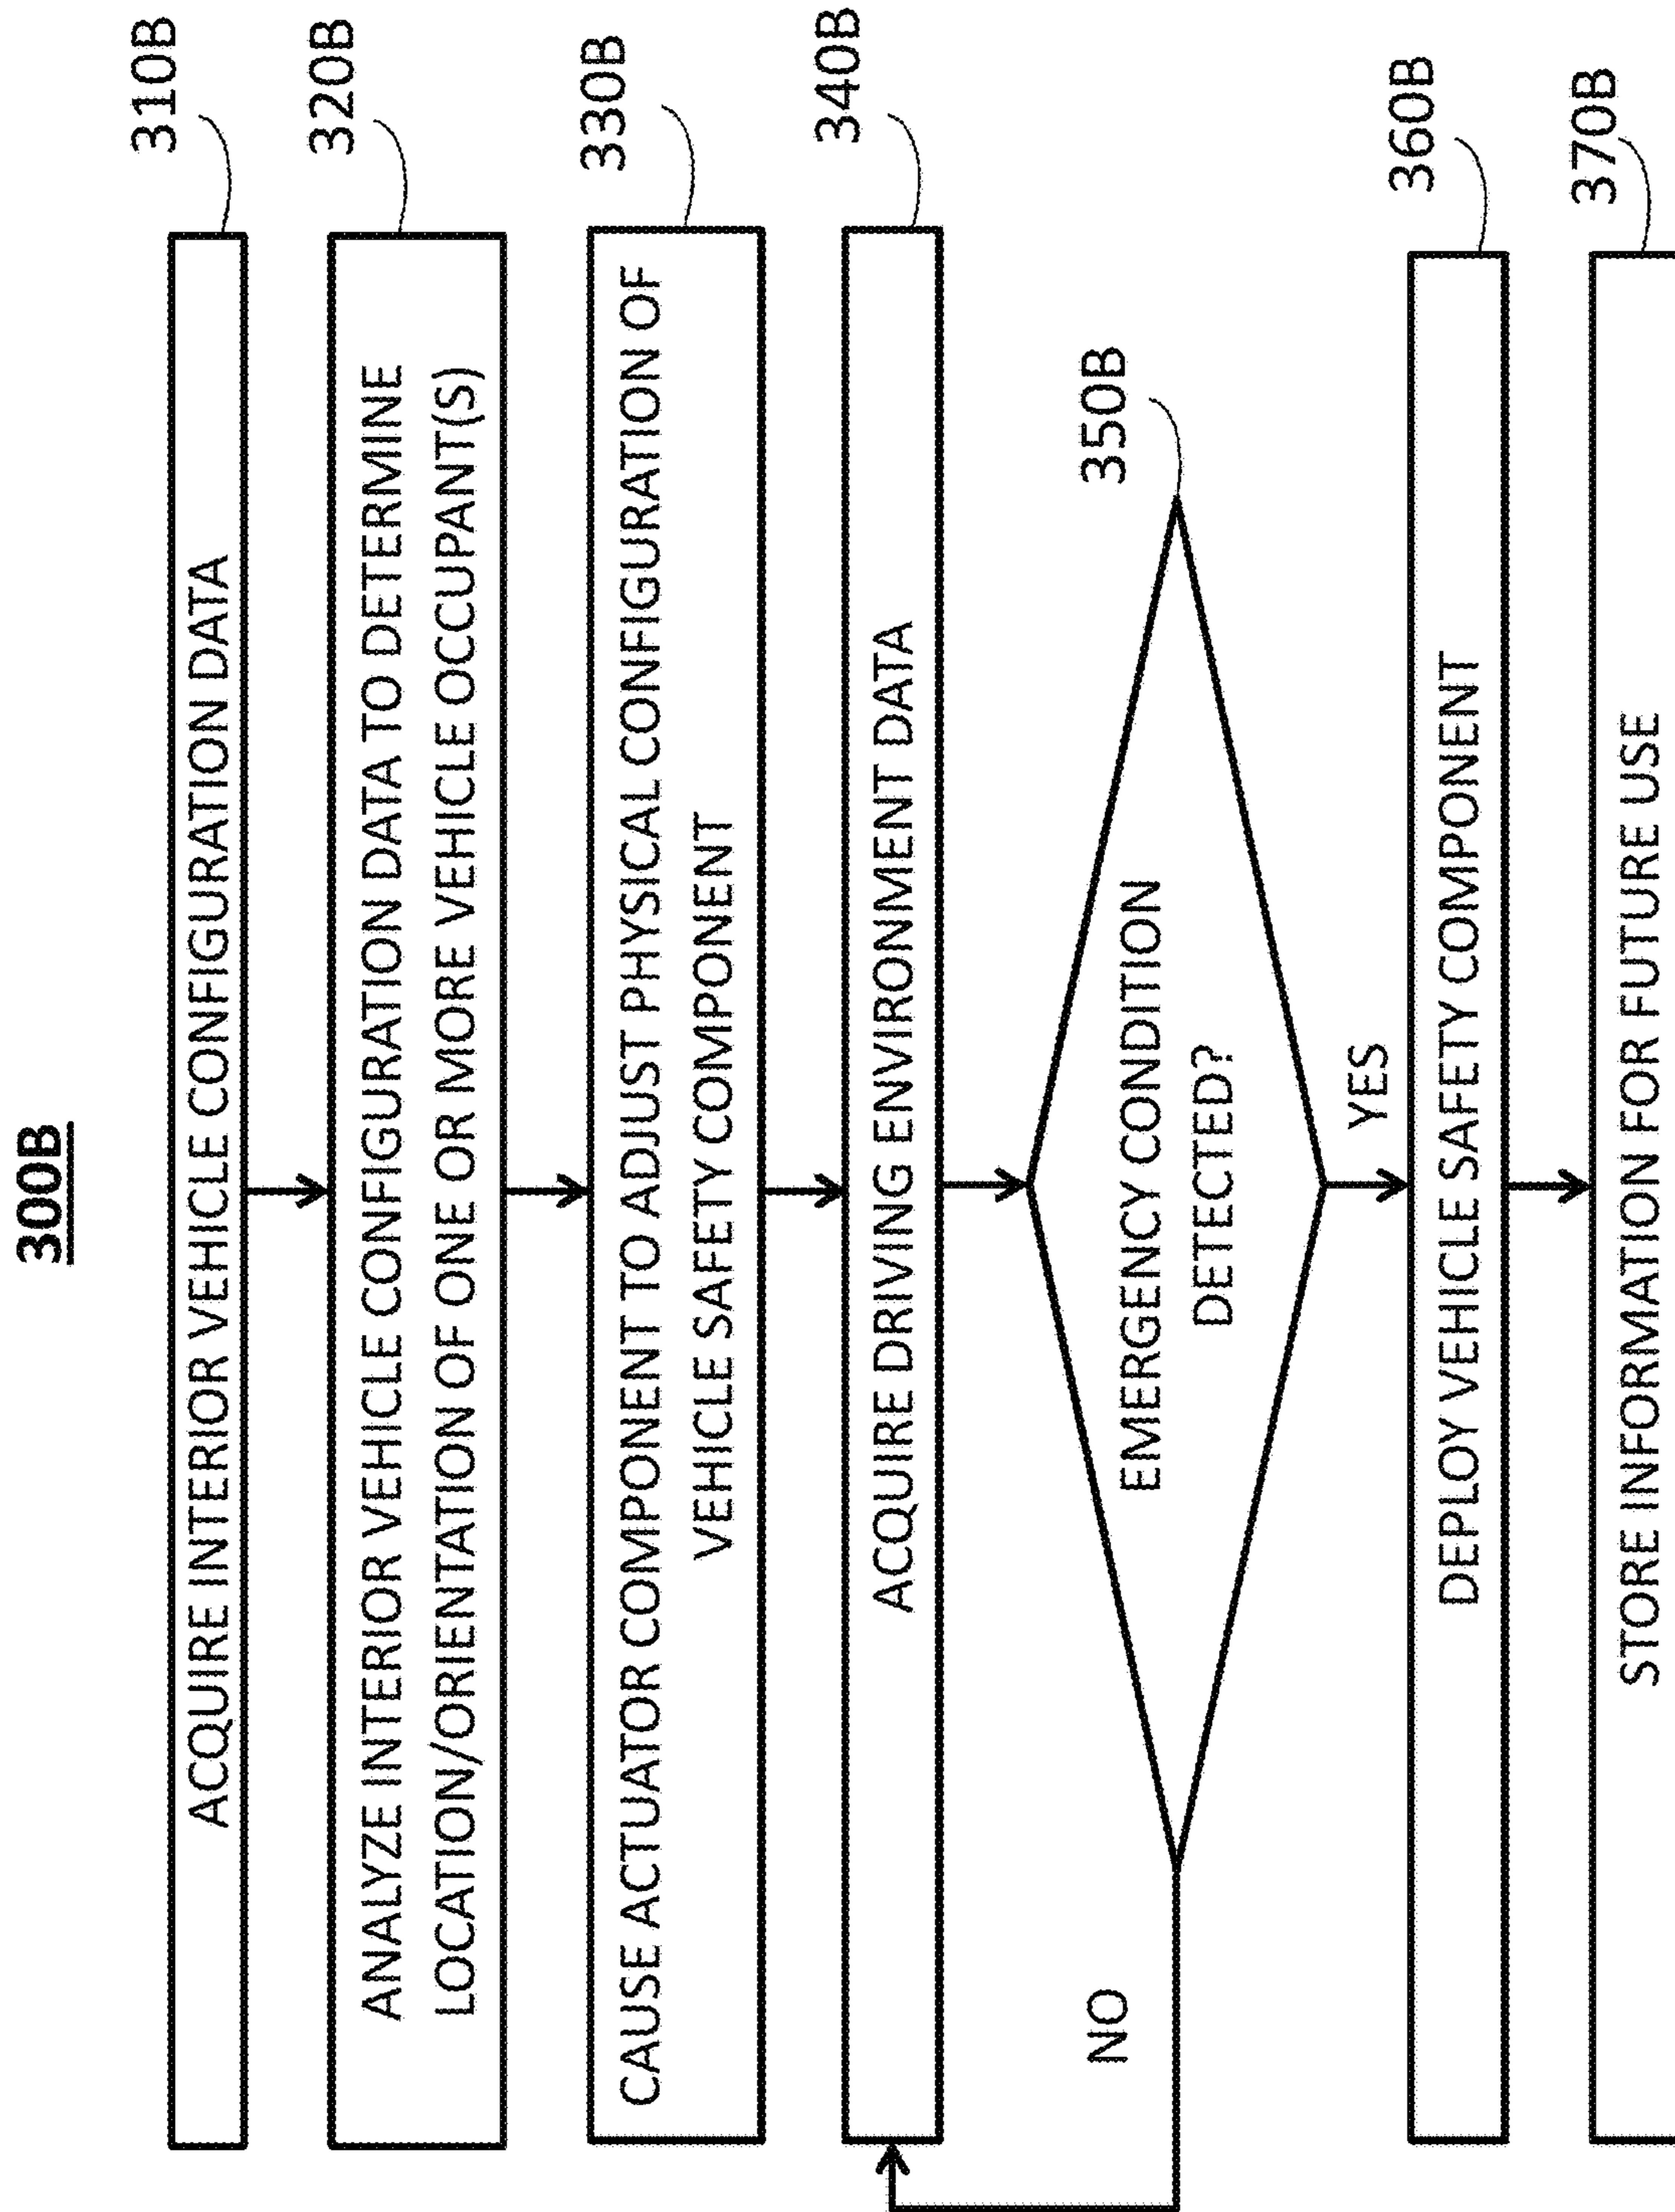 300B
ACQUIRE INTERIOR VEHICLE CONFIGURATION DATA
310B
ANALYZE INTERIOR VEHICLE CONFIGURATION DATA TO DETERMINE
LOCATION/ORIENTATION OF ONE OR MORE VEHICLE OCCUPANT(S)
320B
CAUSE ACTUATOR COMPONENT TO ADJUST PHYSICAL CONFIGURATION OF
VEHICLE SAFETY COMPONENT
330B
ACQUIRE DRIVING ENVIRONMENT DATA
340B
EMERGENCY CONDITION
DETECTED?
350B
NO
YES
DEPLOY VEHICLE SAFETY COMPONENT
360B
STORE INFORMATION FOR FUTURE USE
370B